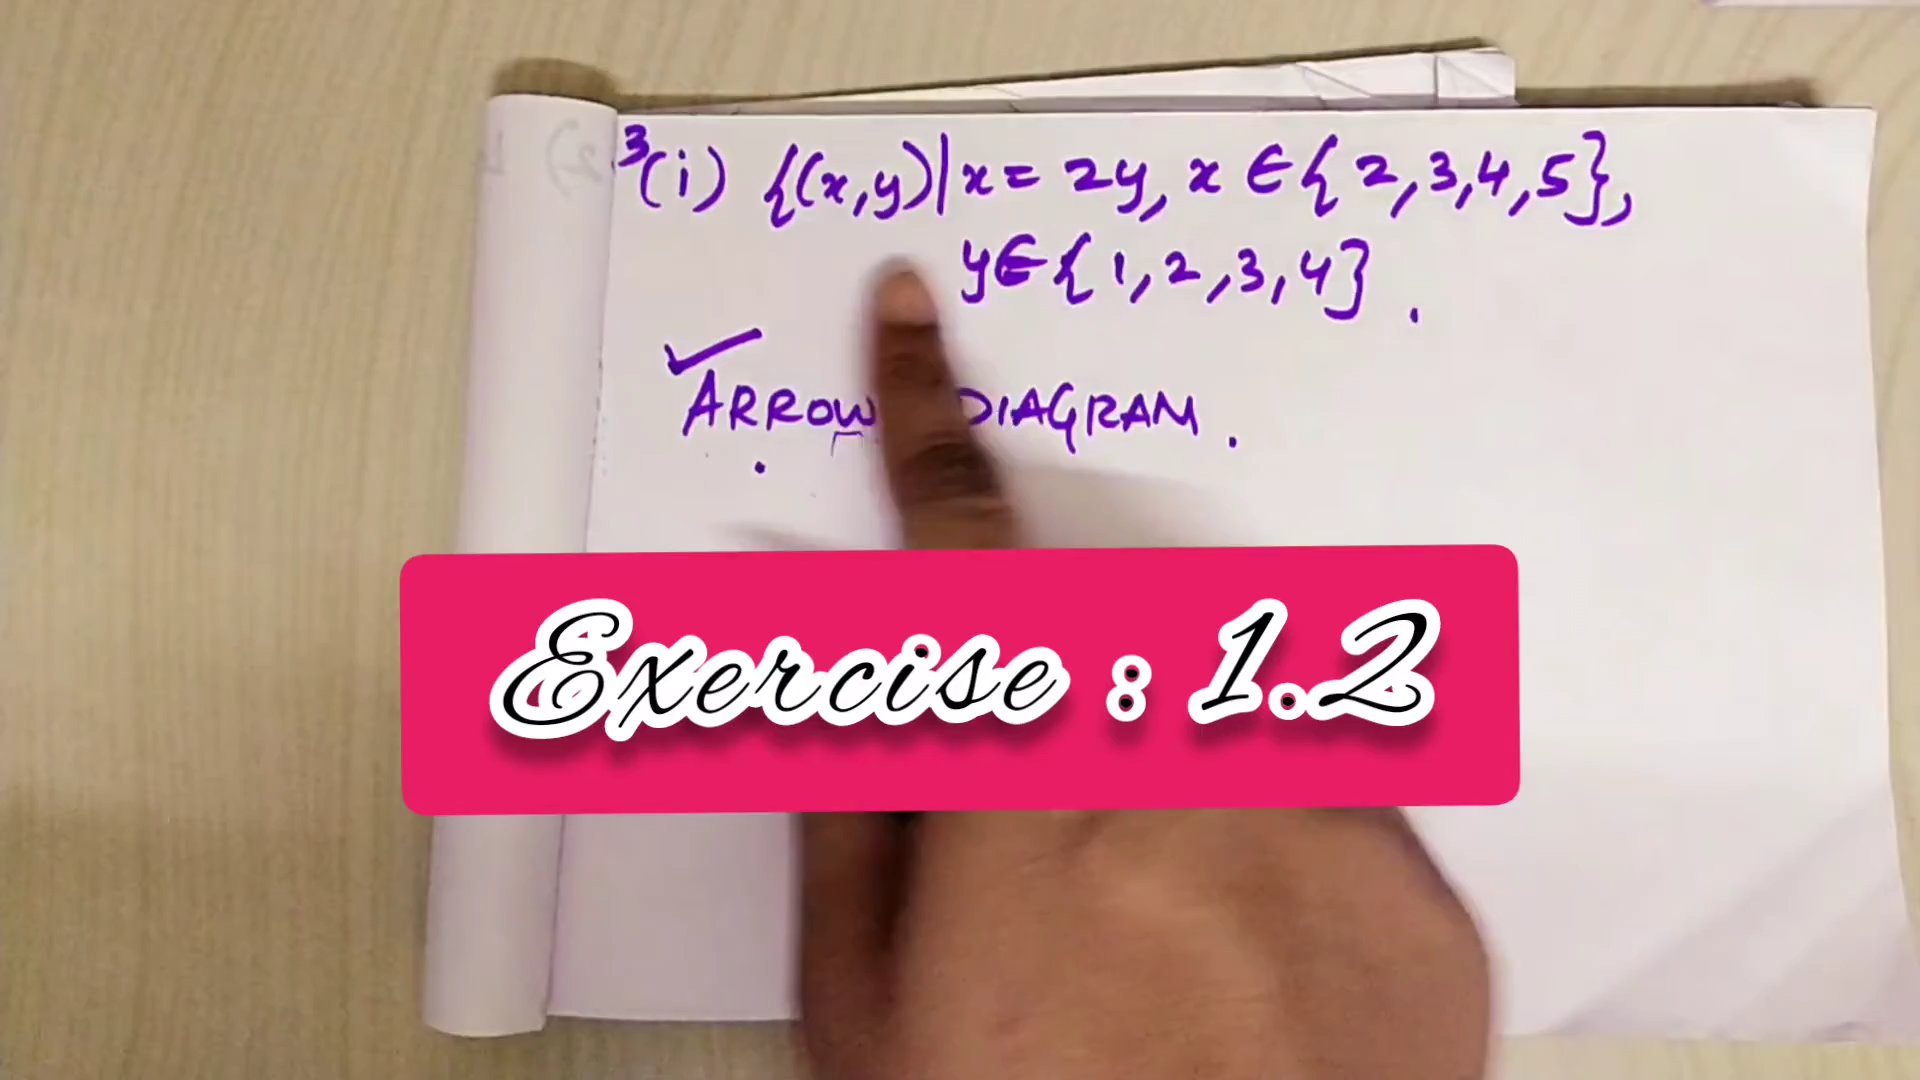 3(i) {(x,y)|x = 2y, x ∈ {2,3,4,5},
y ∈ {1,2,3,4}.
ARROW DIAGRAM.
Exercise : 1.2